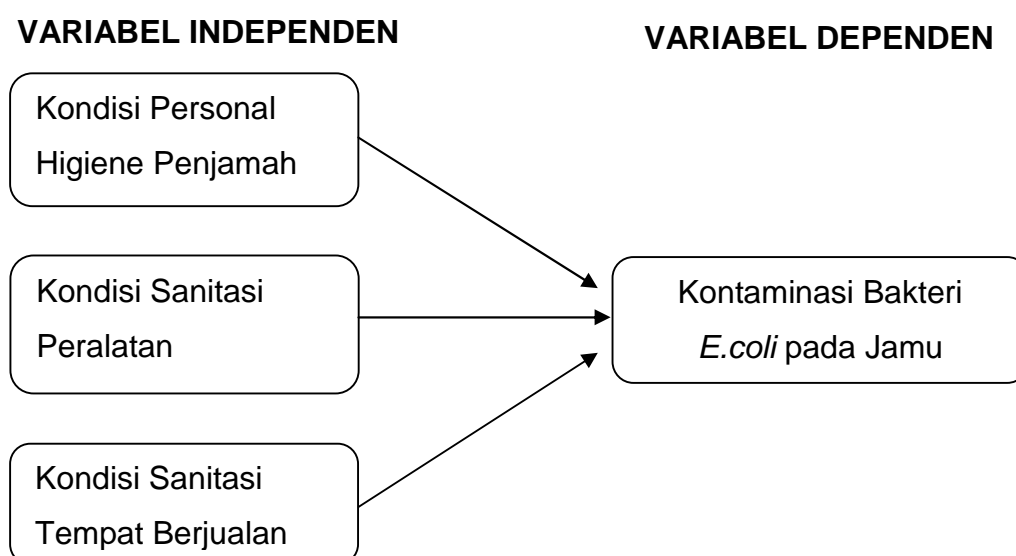 VARIABEL INDEPENDEN
VARIABEL DEPENDEN
Kondisi Personal
Higiene Penjamah
Kondisi Sanitasi
Peralatan
Kontaminasi Bakteri
E.coli pada Jamu
Kondisi Sanitasi
Tempat Berjualan